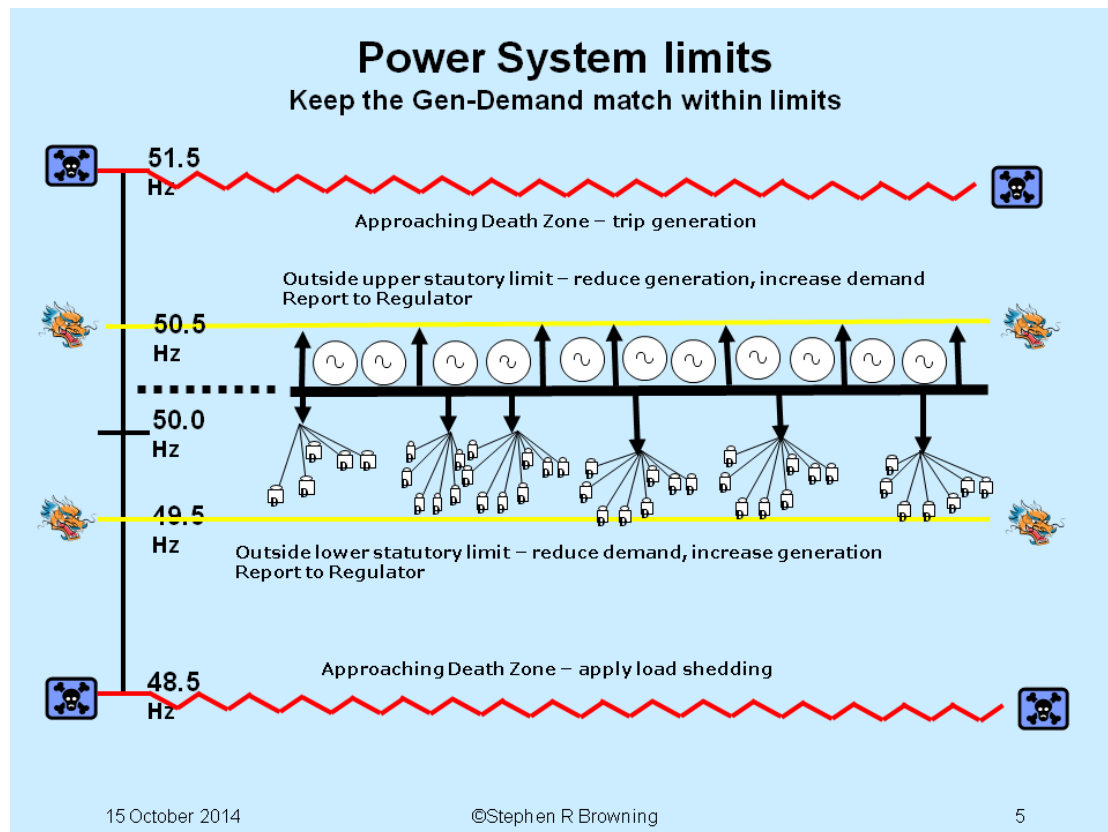 Power System limits
Keep the Gen-Demand match within limits
51.5
Hz
Approaching Death Zone – trip generation
Outside upper stautory limit – reduce generation, increase demand
Report to Regulator
50.5
Hz
50.0
Hz
D D D D D D D D D D D D D D D D D D D D D D D D D D D D D D D D D D D D D D D D D
49.5
Hz
Outside lower statutory limit – reduce demand, increase generation
Report to Regulator
Approaching Death Zone – apply load shedding
48.5
Hz
15 October 2014
©Stephen R Browning
5